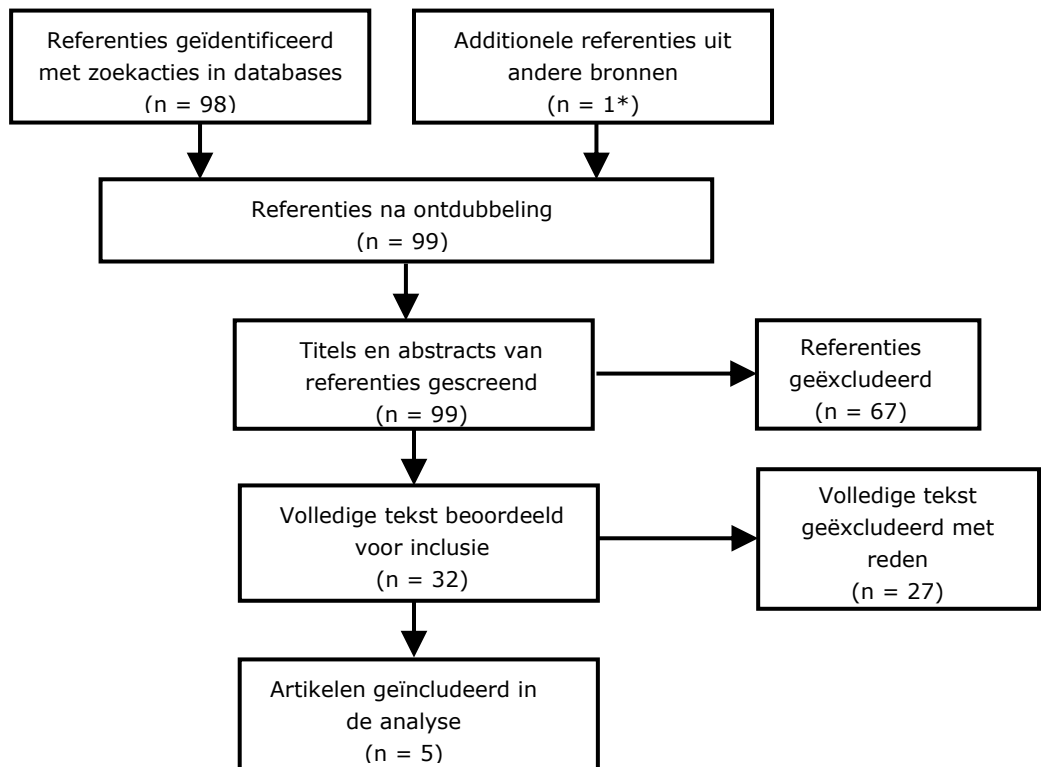 Referenties geïdentificeerd
met zoekacties in databases
(n = 98)
Additionele referenties uit
andere bronnen
(n = 1*)
Referenties na ontdubbeling
(n = 99)
Titels en abstracts van
referenties gescreend
(n = 99)
Referenties
geëxcludeerd
(n = 67)
Volledige tekst beoordeeld
voor inclusie
(n = 32)
Volledige tekst
geëxcludeerd met
reden
(n = 27)
Artikelen geïncludeerd in
de analyse
(n = 5)